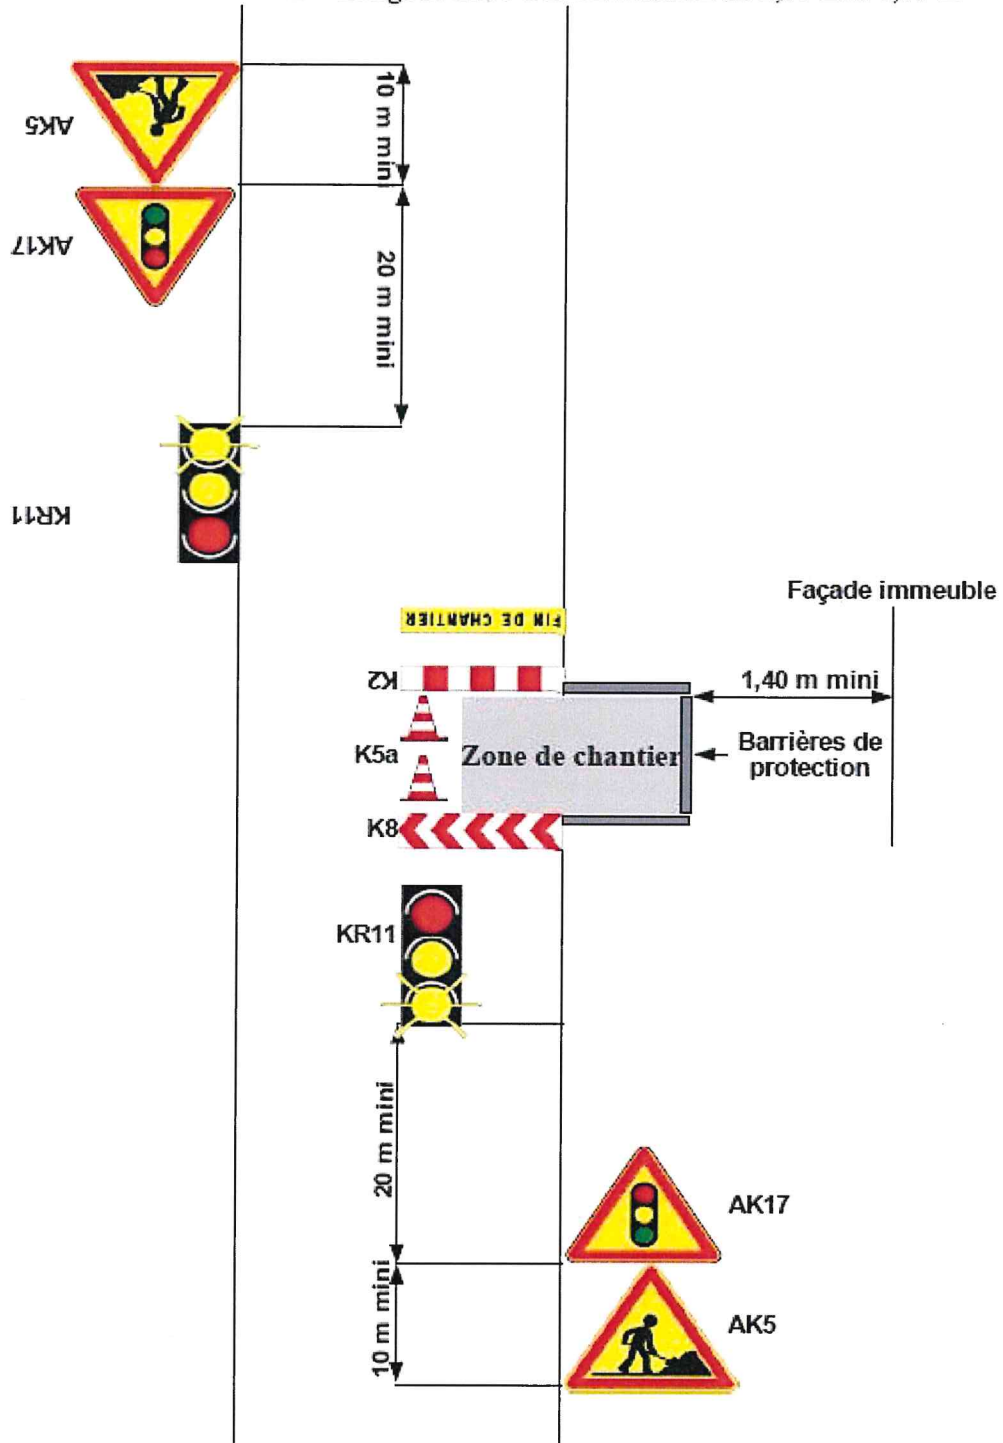 AK5
10 m mini
AK17
20 m mini
KR11
Façade immeuble
FIN DE CHANTIER
K2
1,40 m mini
K5a
Zone de chantier
Barrières de
protection
K8
KR11
20 m mini
AK17
10 m mini
AK5